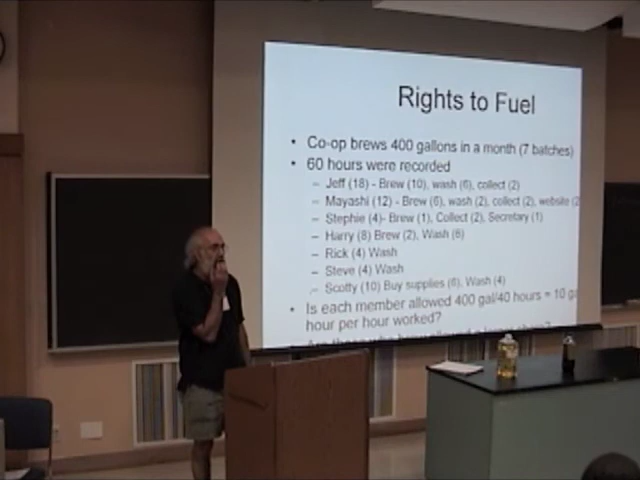 Rights to Fuel
• Co-op brews 400 gallons in a month (7 batches)
• 60 hours were recorded
– Jeff (18) - Brew (10), wash (6), collect (2)
– Mayashi (12) - Brew (6), wash (2), collect (2), website (2
– Stephie (4)- Brew (1), Collect (2), Secretary (1)
– Harry (8) Brew (2), Wash (6)
– Rick (4) Wash
– Steve (4) Wash
– Scotty (10) Buy supplies (6), Wash (4)
• Is each member allowed 400 gal/40 hours = 10 ga
hour per hour worked?